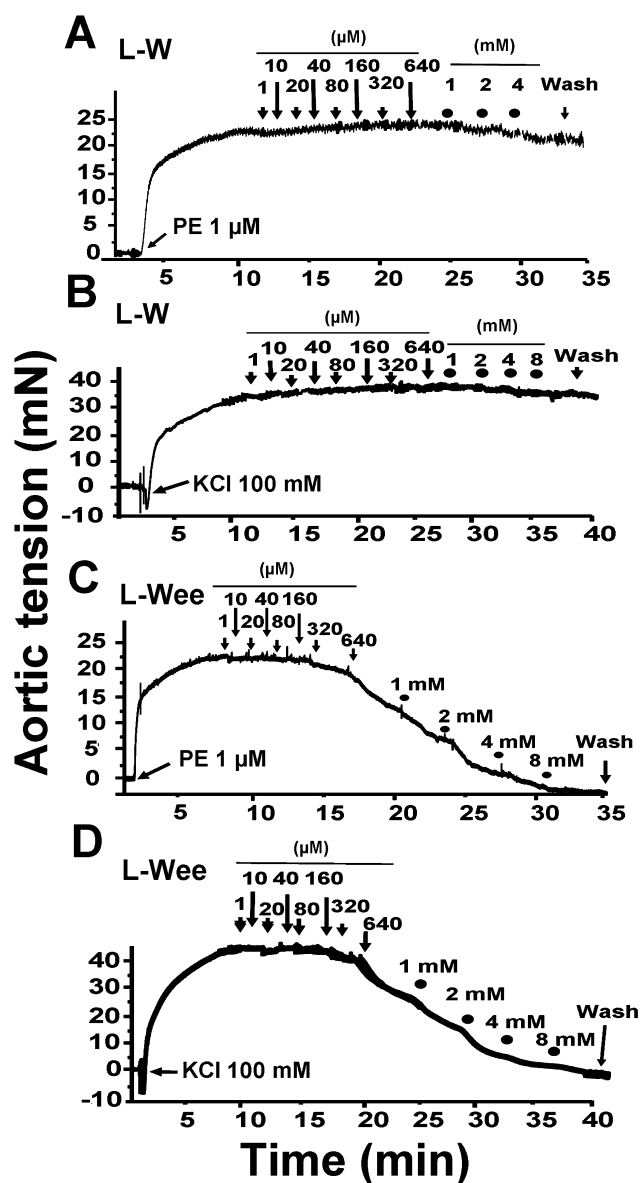 A
L-W
(µM)
(mM)
10 40 160 640
1 20 80 320
1 2 4 Wash
25
20
15
10
5
0
PE 1 µM
5 10 15 20 25 30 35
B
L-W
(µM)
(mM)
10 40 160 640
1 20 80 320
1 2 4 8 Wash
40
30
20
10
0
-10
KCl 100 mM
5 10 15 20 25 30 35 40
C
L-Wee
(µM)
10 40 160
1 20 80 320 640
1 mM
2 mM
4 mM
8 mM
Wash
25
20
15
10
5
0
PE 1 µM
5 10 15 20 25 30 35
D
L-Wee
(µM)
10 40 160
1 20 80 320
640
1 mM
2 mM
4 mM
8 mM
Wash
40
30
20
10
0
-10
KCl 100 mM
5 10 15 20 25 30 35 40
Aortic tension (mN)
Time (min)